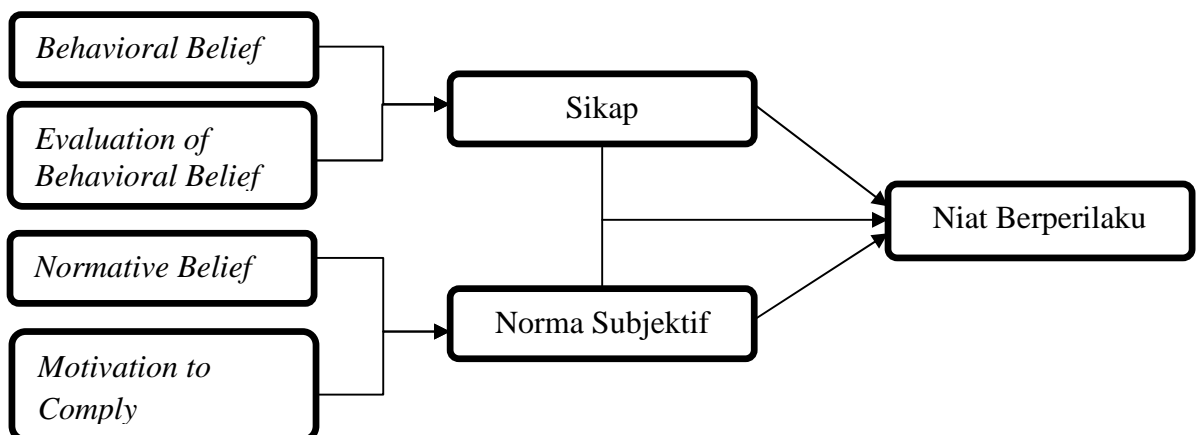 Behavioral Belief
Evaluation of
Behavioral Belief
Normative Belief
Motivation to
Comply
Sikap
Norma Subjektif
Niat Berperilaku